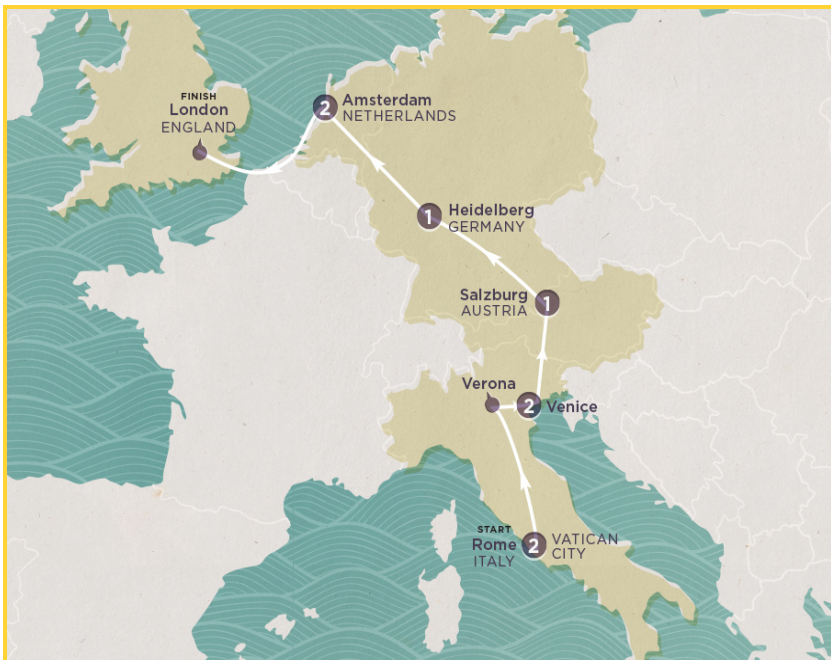 FINISH
London
ENGLAND
2
Amsterdam
NETHERLANDS
1
Heidelberg
GERMANY
Salzburg
AUSTRIA
1
Verona
2
Venice
START
Rome
ITALY
2
VATICAN
CITY